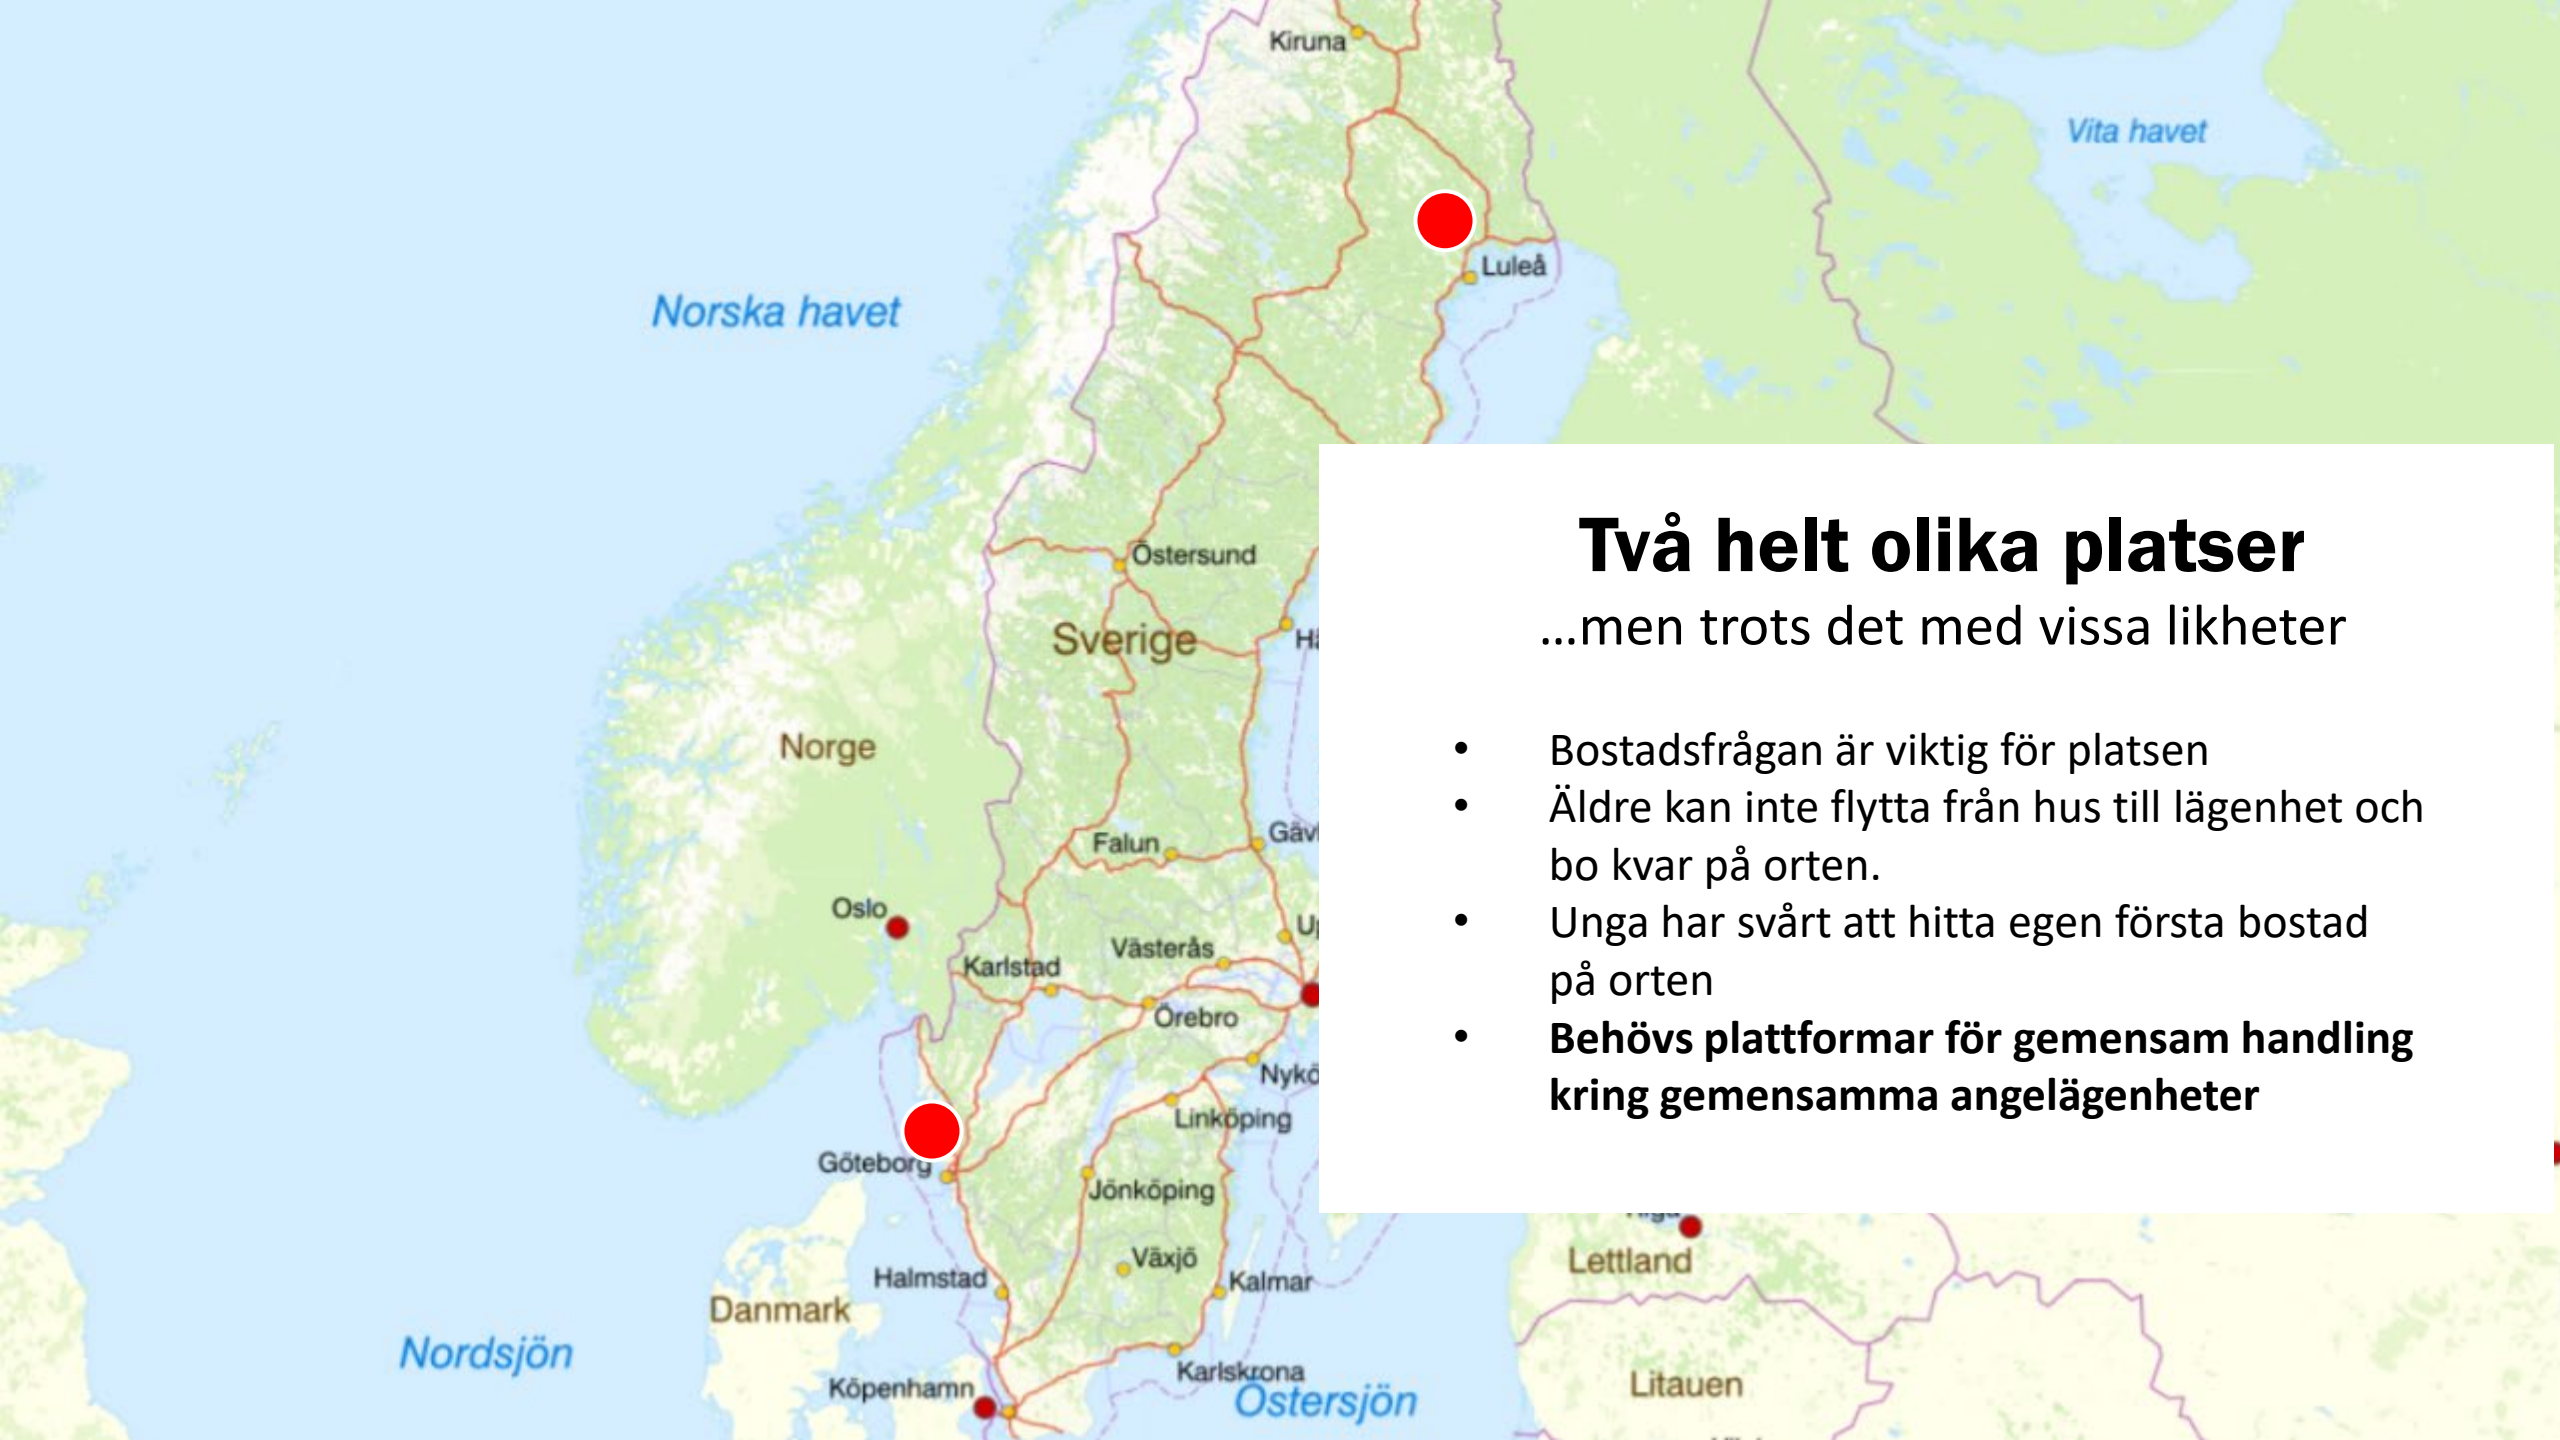 Kiruna
Vita havet
Luleå
Norska havet
Östersund
Sverige
Norge
Falun
Oslo
Västerås
Karlstad
Örebro
Linköping
Göteborg
Jönköping
Växjö
Halmstad
Kalmar
Danmark
Nordsjön
Karlskrona
Köpenhamn
Östersjön
Lettland
Litauen
Två helt olika platser
…men trots det med vissa likheter
• Bostadsfrågan är viktig för platsen
• Äldre kan inte flytta från hus till lägenhet och
bo kvar på orten.
• Unga har svårt att hitta egen första bostad
på orten
• Behövs plattformar för gemensam handling
kring gemensamma angelägenheter